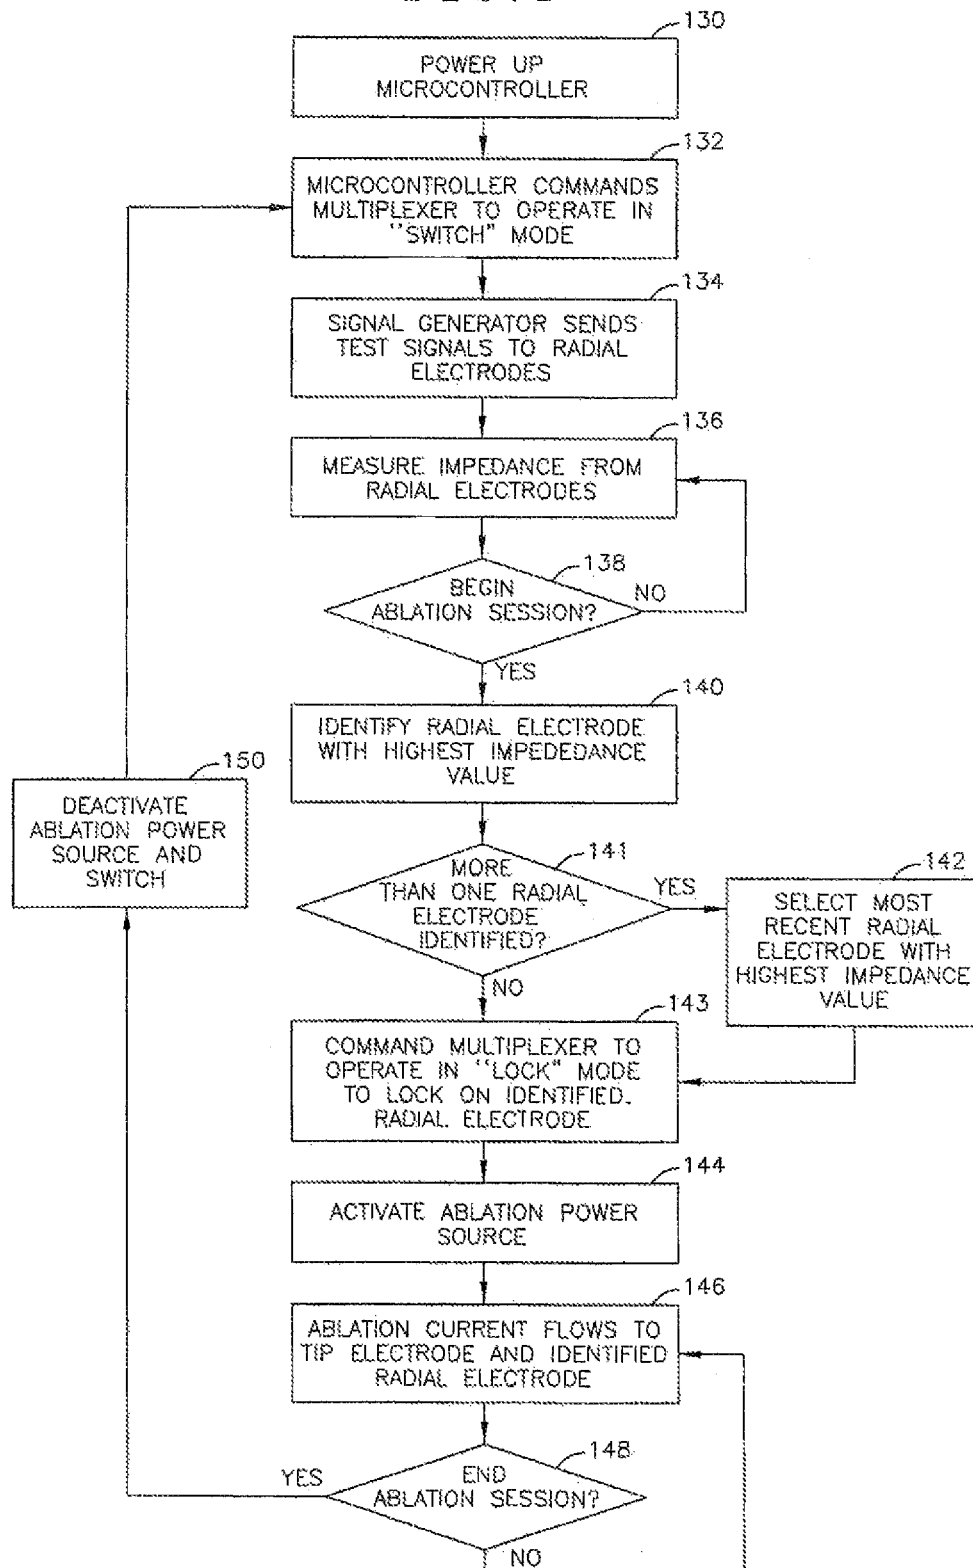 130
POWER UP
MICROCONTROLLER
132
MICROCONTROLLER COMMANDS
MULTIPLEXER TO OPERATE IN
"SWITCH" MODE
134
SIGNAL GENERATOR SENDS
TEST SIGNALS TO RADIAL
ELECTRODES
136
MEASURE IMPEDANCE FROM
RADIAL ELECTRODES
138
BEGIN
ABLATION SESSION?
NO
YES
140
IDENTIFY RADIAL ELECTRODE
WITH HIGHEST IMPEDEDANCE
VALUE
150
DEACTIVATE
ABLATION POWER
SOURCE AND
SWITCH
141
MORE
THAN ONE RADIAL
ELECTRODE
IDENTIFIED?
YES
NO
142
SELECT MOST
RECENT RADIAL
ELECTRODE WITH
HIGHEST IMPEDANCE
VALUE
143
COMMAND MULTIPLEXER TO
OPERATE IN "LOCK" MODE
TO LOCK ON IDENTIFIED.
RADIAL ELECTRODE
144
ACTIVATE ABLATION POWER
SOURCE
146
ABLATION CURRENT FLOWS TO
TIP ELECTRODE AND IDENTIFIED
RADIAL ELECTRODE
148
END
ABLATION SESSION?
YES
NO